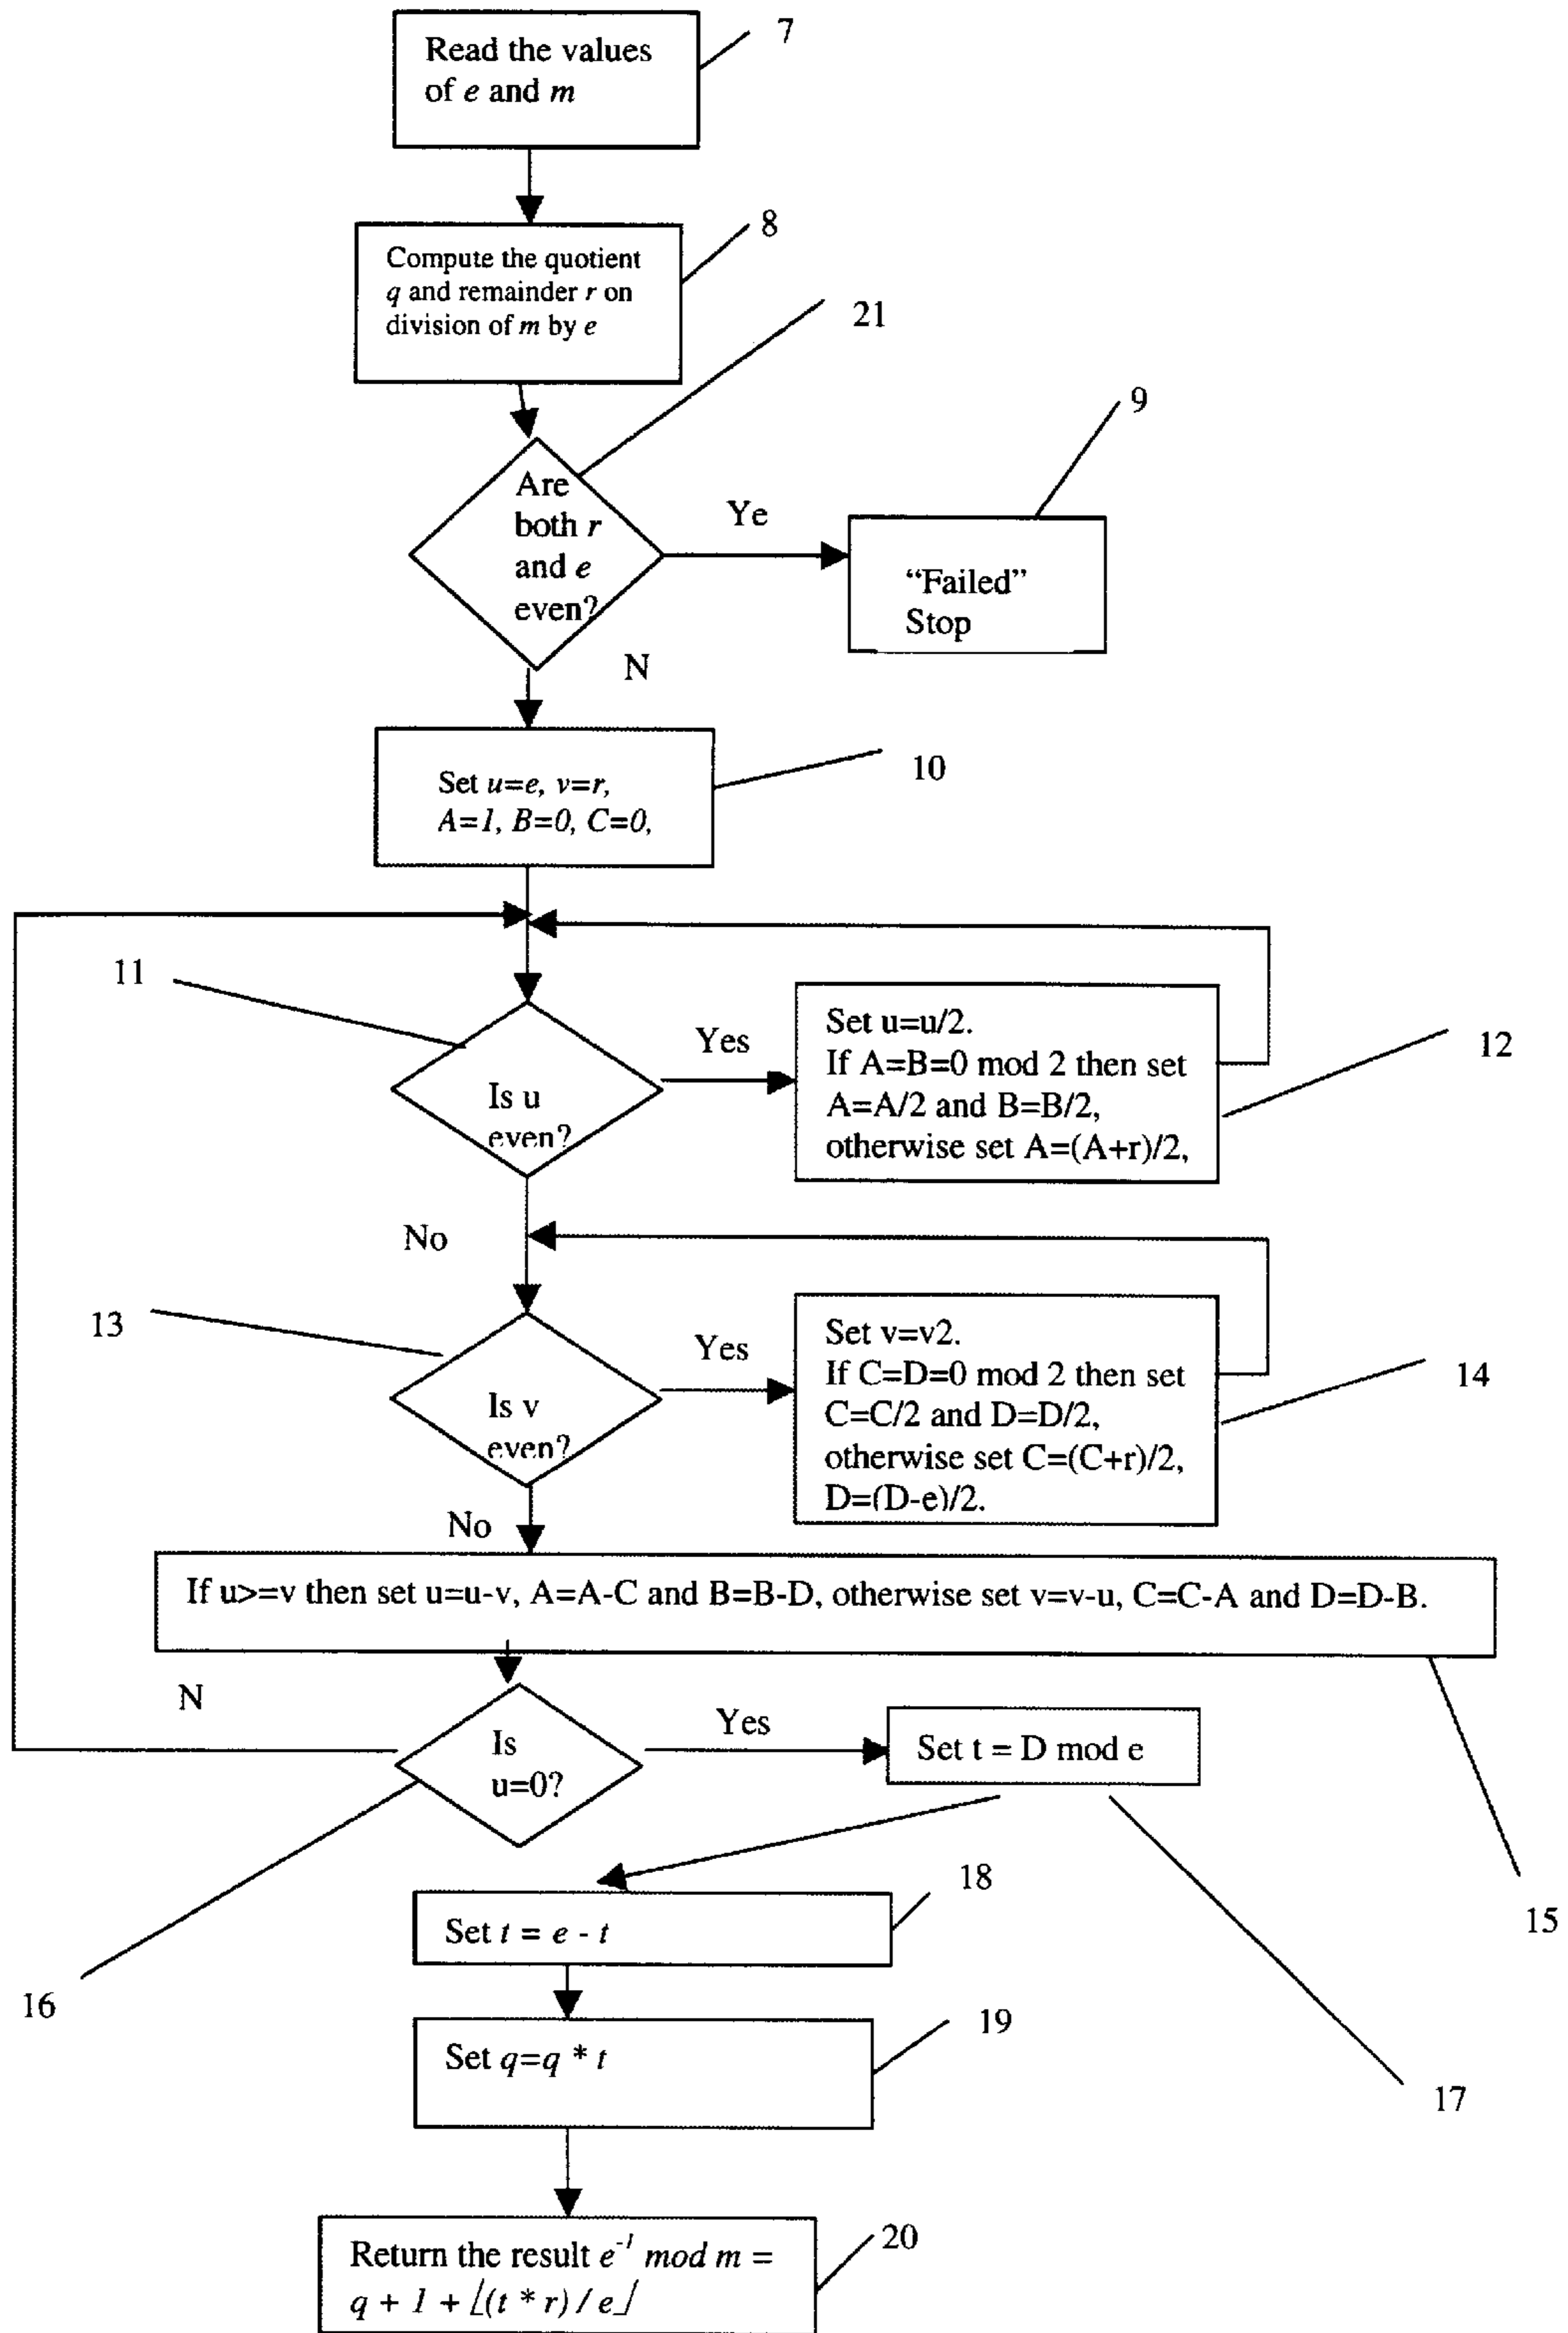 Read the values
of e and m
7
Compute the quotient
q and remainder r on
division of m by e
8
21
Are
both r
and e
even?
Ye
9
“Failed”
Stop
N
Set u=e, v=r,
A=1, B=0, C=0,
10
11
Is u
even?
Yes
Set u=u/2.
If A=B=0 mod 2 then set
A=A/2 and B=B/2,
otherwise set A=(A+r)/2,
12
No
13
Is v
even?
Yes
Set v=v2.
If C=D=0 mod 2 then set
C=C/2 and D=D/2,
otherwise set C=(C+r)/2,
D=(D-e)/2.
14
No
If u>=v then set u=u-v, A=A-C and B=B-D, otherwise set v=v-u, C=C-A and D=D-B.
15
N
Is
u=0?
16
Yes
Set t = D mod e
17
Set t = e - t
18
Set q=q * t
19
Return the result e⁻¹ mod m =
q + 1 + ⌊(t * r) / e⌋
20